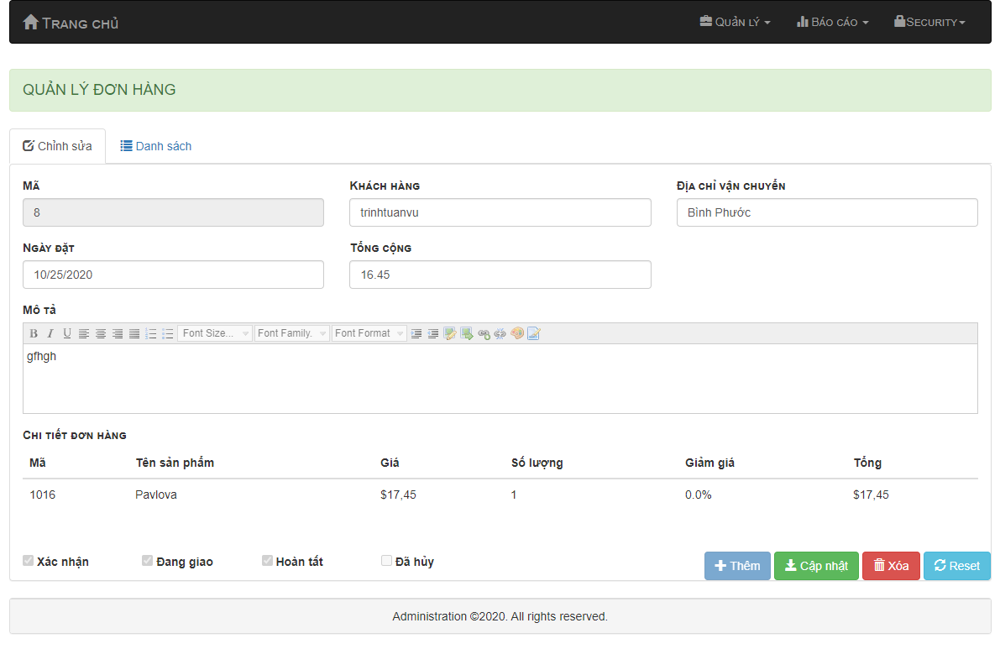 Trang chủ Quản lý Báo cáo Security
QUẢN LÝ ĐƠN HÀNG
Chỉnh sửa Danh sách
Mã Khách hàng Địa chỉ vận chuyển
8 trinhtuanvu Bình Phước
Ngày đặt Tổng cộng
10/25/2020 16.45
Mô tả
B I U Font Size... Font Family. Font Format
gfhgh
Chi tiết đơn hàng
Mã Tên sản phẩm Giá Số lượng Giảm giá Tổng
1016 Pavlova $17,45 1 0.0% $17,45
Xác nhận Đang giao Hoàn tất Đã hủy Thêm Cập nhật Xóa Reset
Administration ©2020. All rights reserved.